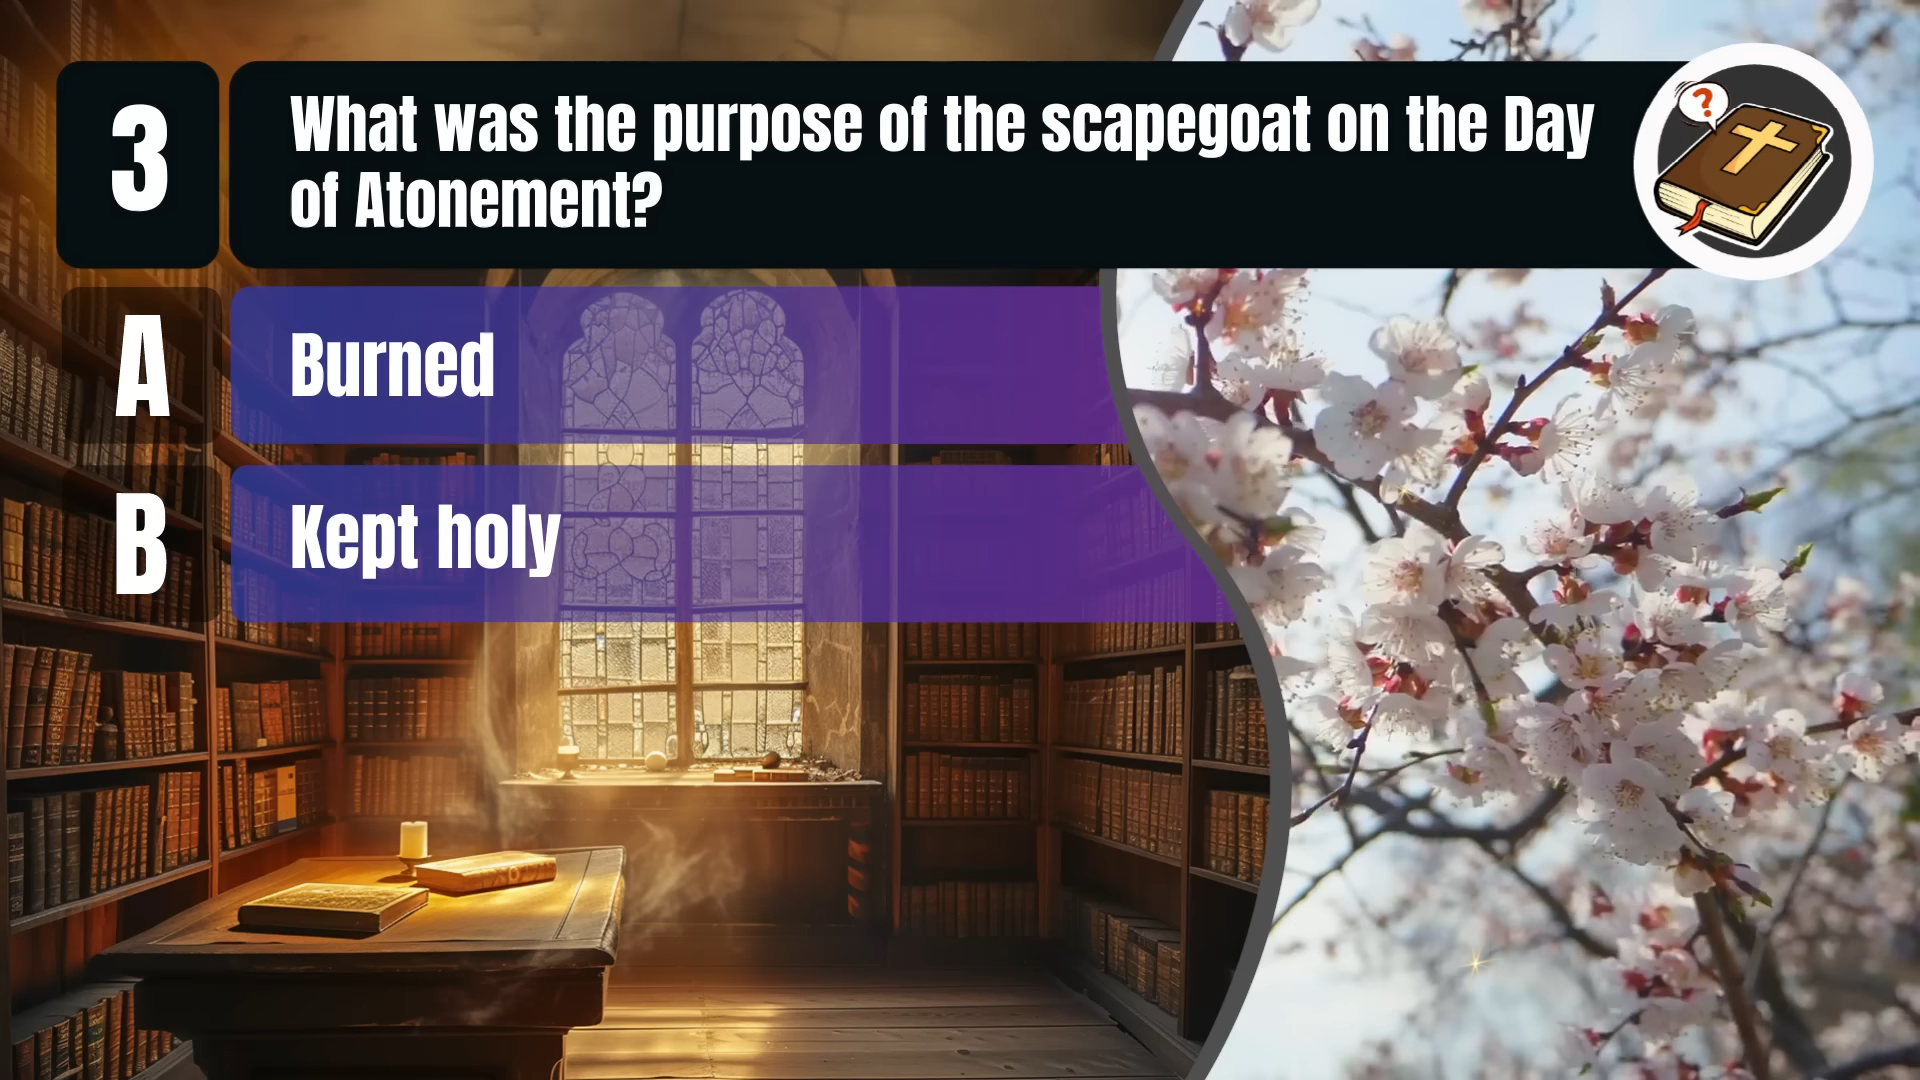 3
What was the purpose of the scapegoat on the Day
of Atonement?
A
Burned
B
Kept holy
?